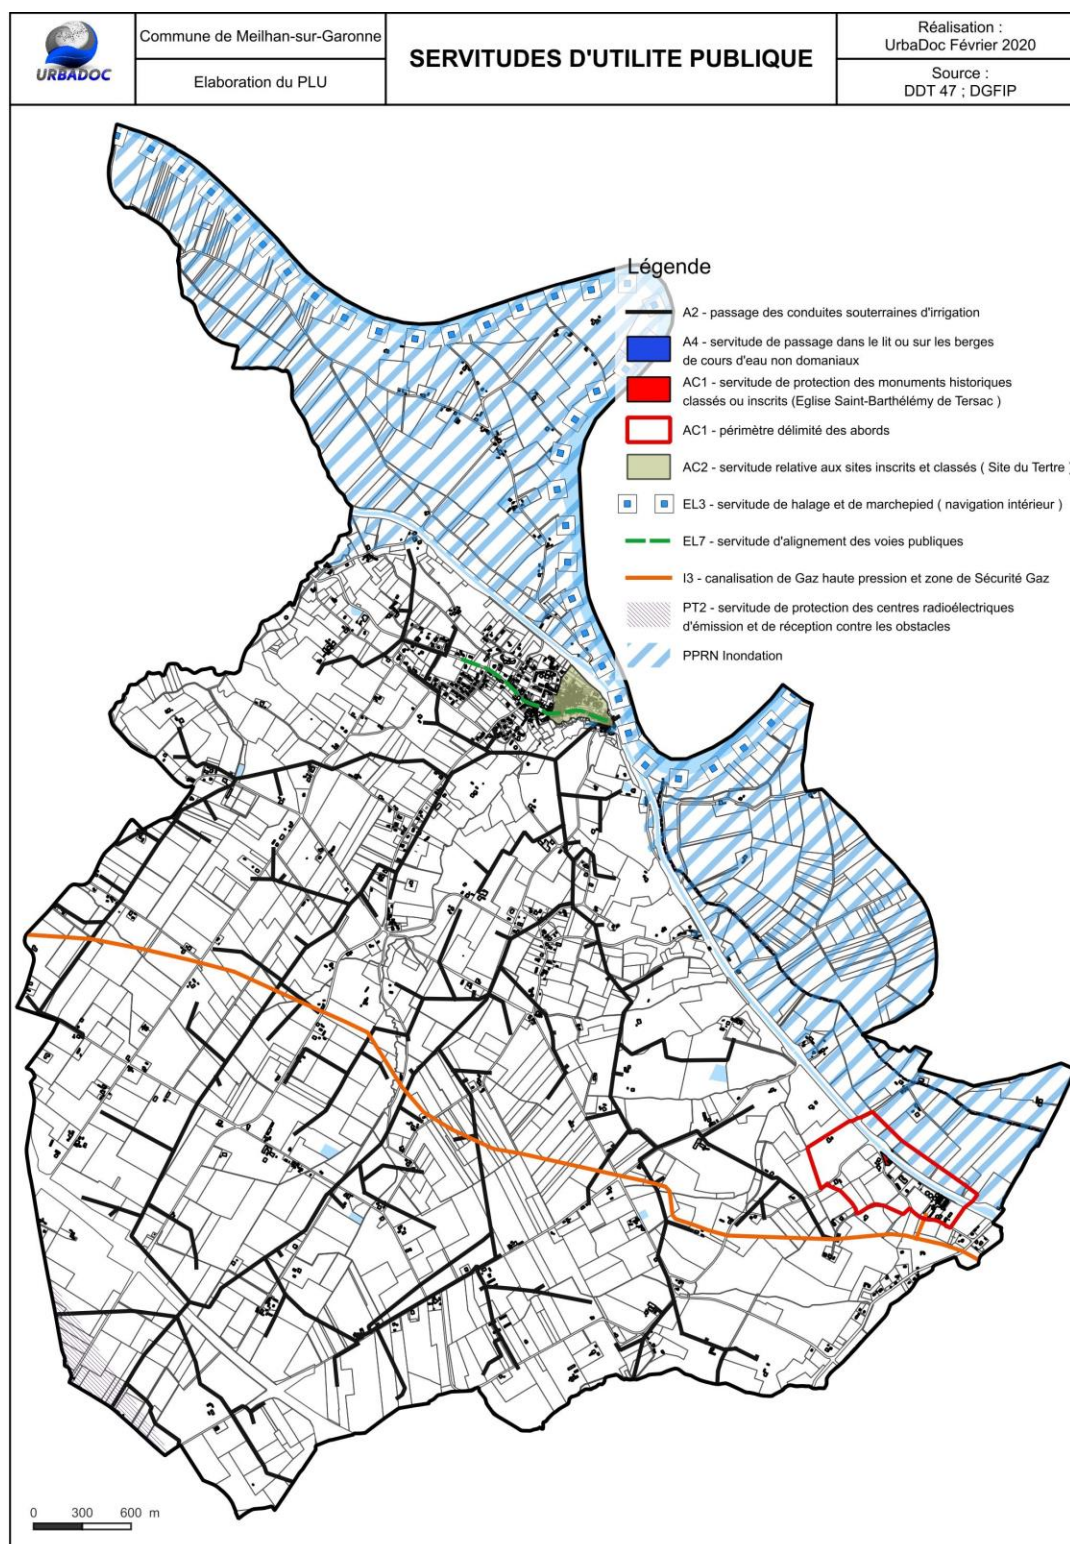 URBADOC
Commune de Meilhan-sur-Garonne
Elaboration du PLU
SERVITUDES D'UTILITE PUBLIQUE
Réalisation :
UrbaDoc Février 2020
Source :
DDT 47 ; DGFIP
Légende
A2 - passage des conduites souterraines d'irrigation
A4 - servitude de passage dans le lit ou sur les berges
de cours d'eau non domaniaux
AC1 - servitude de protection des monuments historiques
classés ou inscrits (Eglise Saint-Barthélémy de Tersac )
AC1 - périmètre délimité des abords
AC2 - servitude relative aux sites inscrits et classés ( Site du Tertre )
EL3 - servitude de halage et de marchepied ( navigation intérieur )
EL7 - servitude d'alignement des voies publiques
I3 - canalisation de Gaz haute pression et zone de Sécurité Gaz
PT2 - servitude de protection des centres radioélectriques
d'émission et de réception contre les obstacles
PPRN Inondation
0 300 600 m